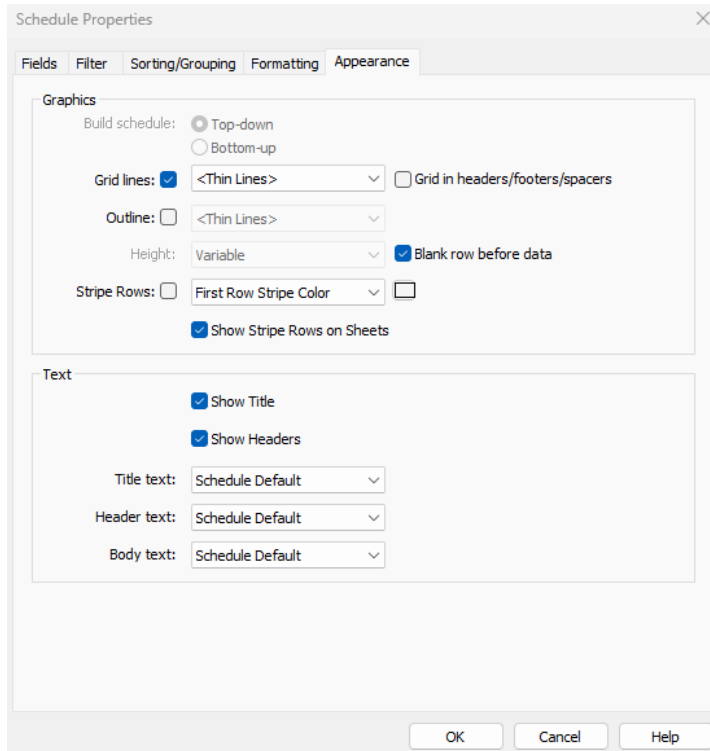 Schedule Properties
Fields Filter Sorting/Grouping Formatting Appearance
Graphics
Build schedule: Top-down
Bottom-up
Grid lines: <Thin Lines> Grid in headers/footers/spacers
Outline: <Thin Lines>
Height: Variable Blank row before data
Stripe Rows: First Row Stripe Color
Show Stripe Rows on Sheets
Text
Show Title
Show Headers
Title text: Schedule Default
Header text: Schedule Default
Body text: Schedule Default
OK Cancel Help